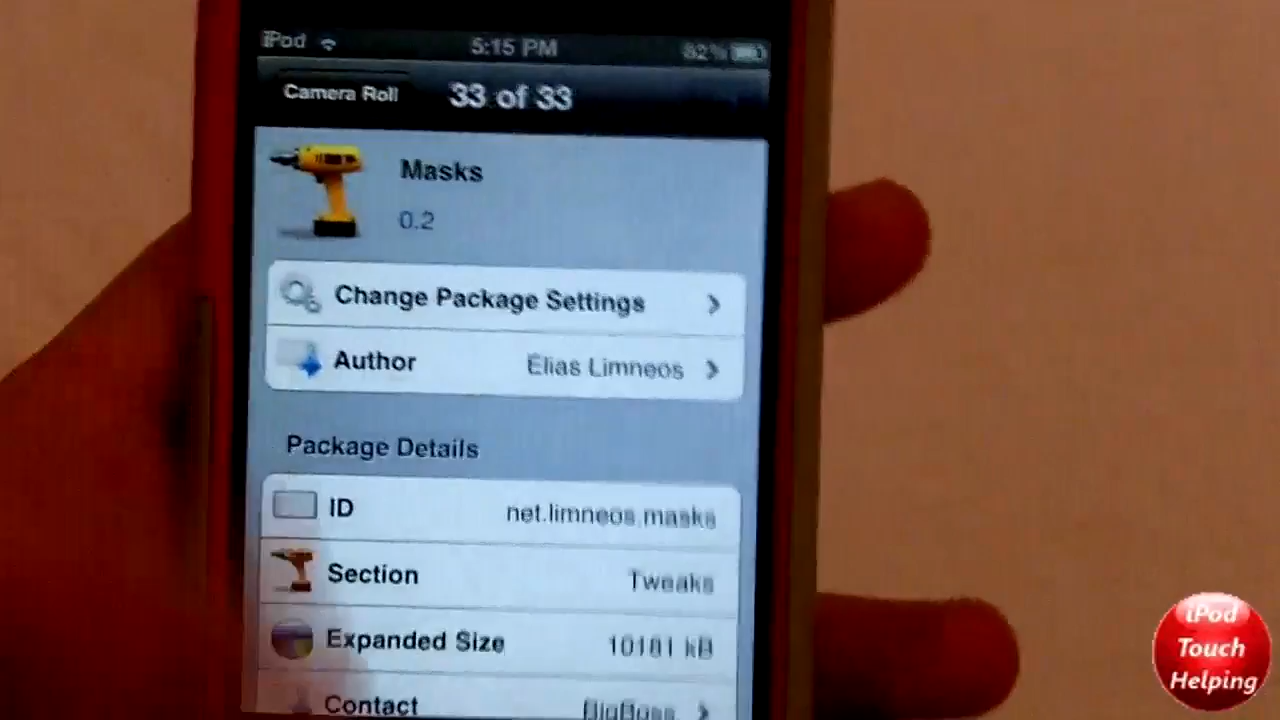 iPod 5:15 PM 82%
Camera Roll 33 of 33
Masks
0.2
Change Package Settings
Author Elias Limneos
Package Details
ID net.limneos.masks
Section Tweaks
Expanded Size 10181 kB
Contact BigBoss
iPod
Touch
Helping